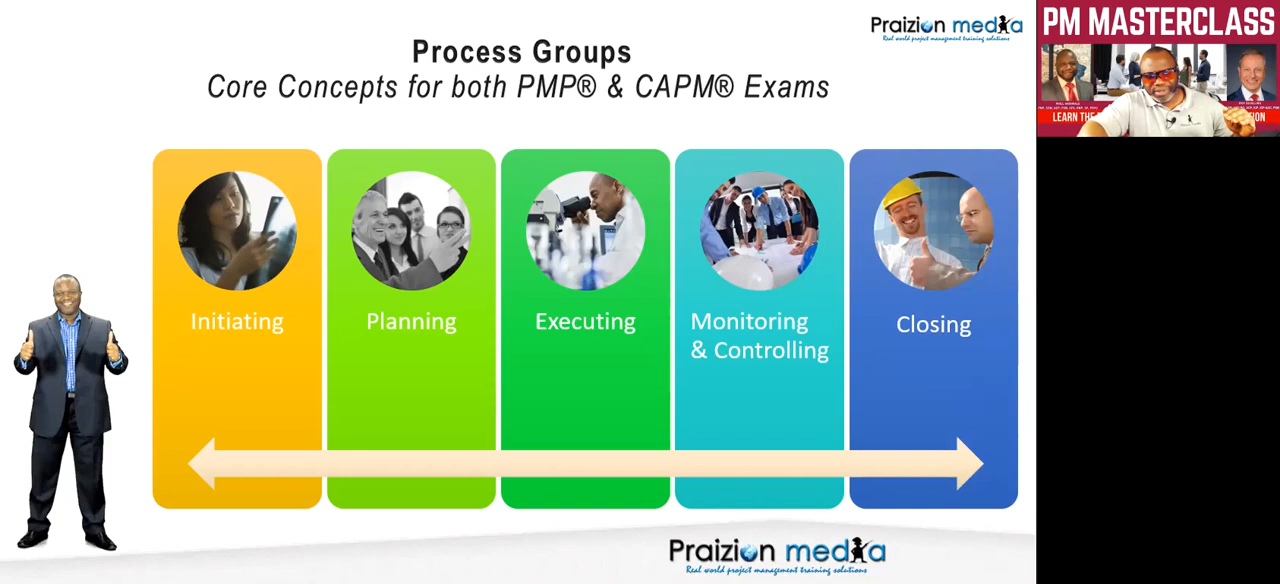 Process Groups
Core Concepts for both PMP® & CAPM® Exams
Praizion media
Real world project management training solutions
PM MASTERCLASS
LEARN THE
ION
Initiating
Planning
Executing
Monitoring
& Controlling
Closing
Praizion media
Real world project management training solutions